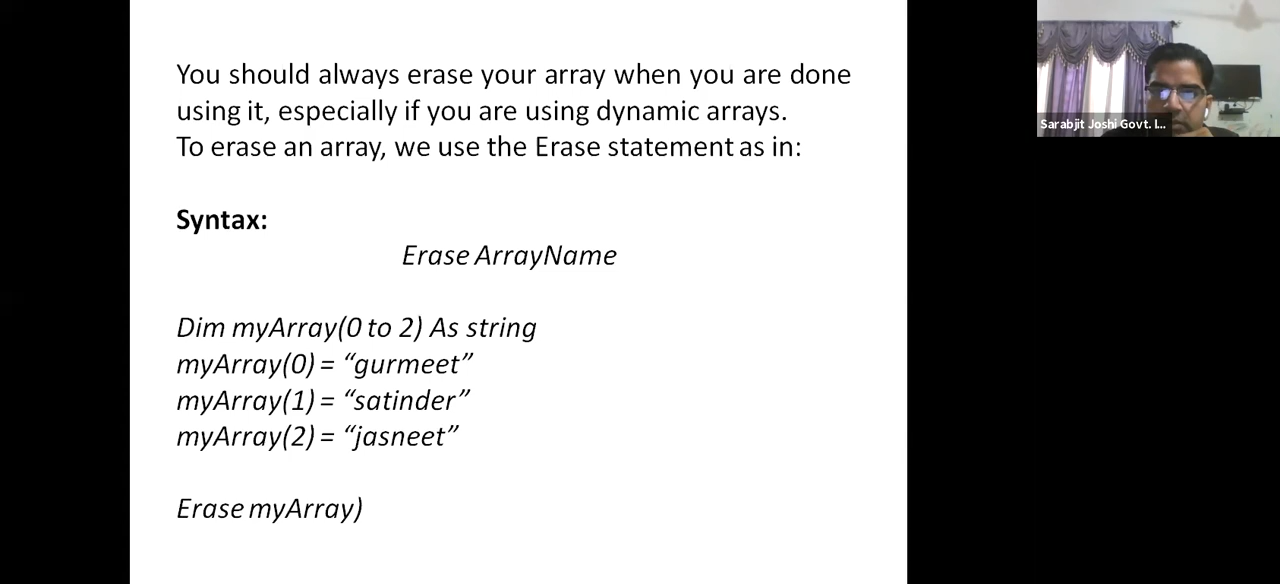 You should always erase your array when you are done
using it, especially if you are using dynamic arrays.
To erase an array, we use the Erase statement as in:
Syntax:
Erase ArrayName
Dim myArray(0 to 2) As string
myArray(0) = “gurmeet”
myArray(1) = “satinder”
myArray(2) = “jasneet”
Erase myArray)
Sarabjit Joshi Govt. I...